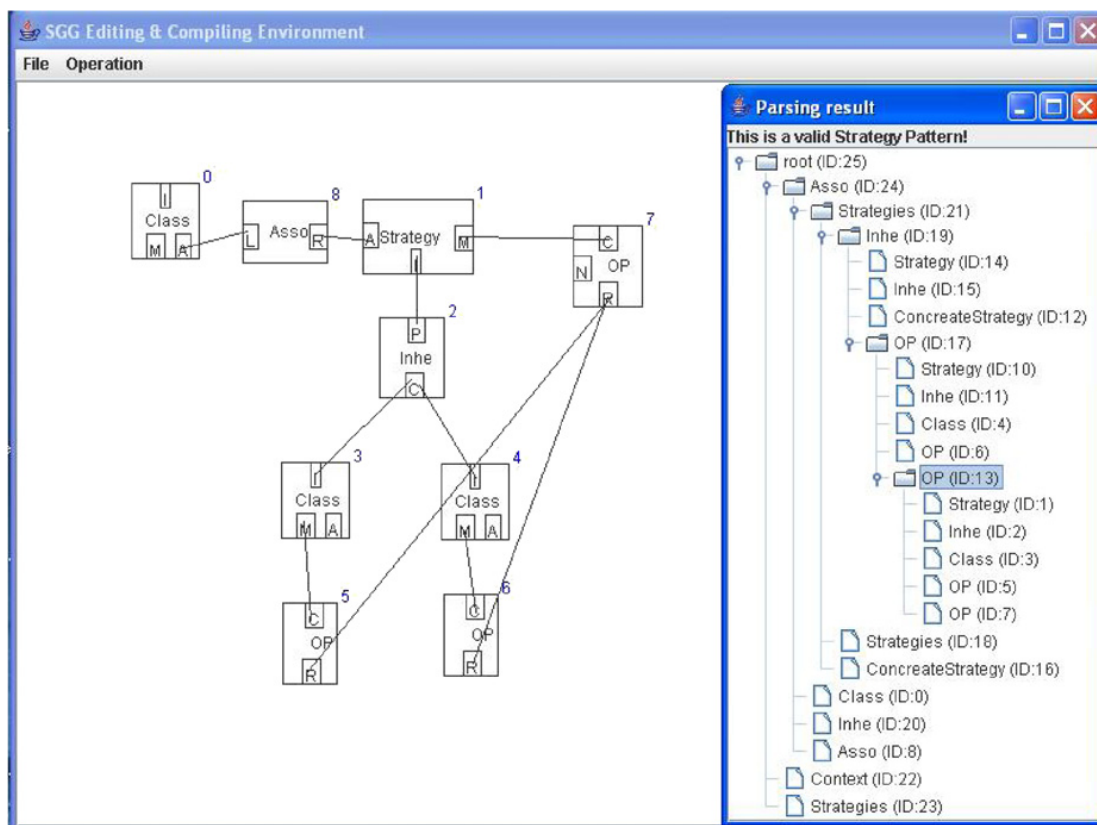 SGG Editing & Compiling Environment
File Operation
0
I
Class
M A
8
L Asso R
1
A Strategy M
I
7
C
OP
N
R
2
P
Inhe
C
3
I
Class
M A
4
I
Class
M A
5
C
OP
R
6
C
OP
R
Parsing result
This is a valid Strategy Pattern!
root (ID:25)
Asso (ID:24)
Strategies (ID:21)
Inhe (ID:19)
Strategy (ID:14)
Inhe (ID:15)
ConcreateStrategy (ID:12)
OP (ID:17)
Strategy (ID:10)
Inhe (ID:11)
Class (ID:4)
OP (ID:6)
OP (ID:13)
Strategy (ID:1)
Inhe (ID:2)
Class (ID:3)
OP (ID:5)
OP (ID:7)
Strategies (ID:18)
ConcreateStrategy (ID:16)
Class (ID:0)
Inhe (ID:20)
Asso (ID:8)
Context (ID:22)
Strategies (ID:23)